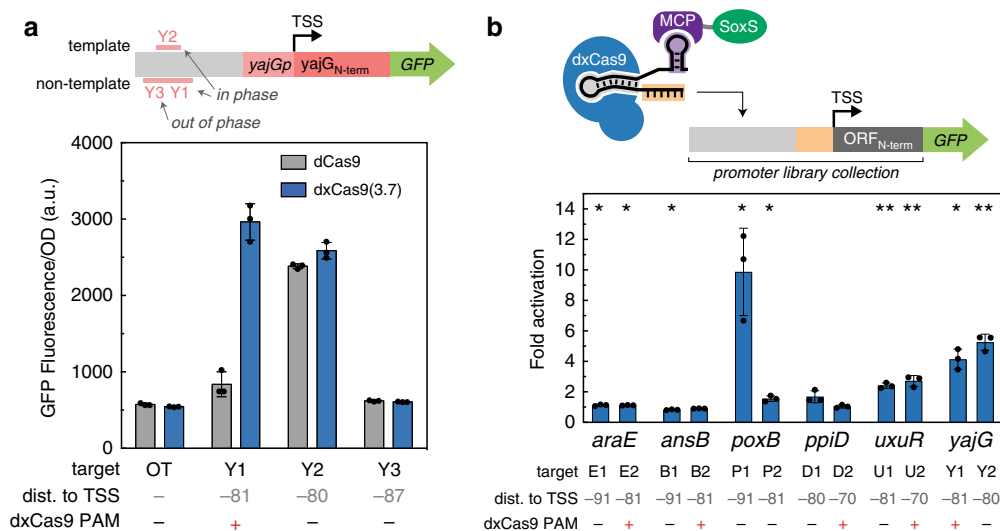 a
TSS
template
Y2
yajGp
yajG N-term
GFP
non-template
Y3 Y1
in phase
out of phase
dCas9
dxCas9(3.7)
GFP Fluorescence/OD (a.u.)
4000
3000
2000
1000
0
target OT Y1 Y2 Y3
dist. to TSS – −81 −80 −87
dxCas9 PAM – + – –
b
MCP
SoxS
dxCas9
TSS
ORF N-term
GFP
promoter library collection
Fold activation
14
12
10
8
6
4
2
0
* * * * * ** ** * **
araE ansB poxB ppiD uxuR yajG
target E1 E2 B1 B2 P1 P2 D1 D2 U1 U2 Y1 Y2
dist. to TSS −91 −81 −81 −81 −91 −81 −80 −70 −81 −70 −81 −80
dxCas9 PAM – + – + – – – + – + + –